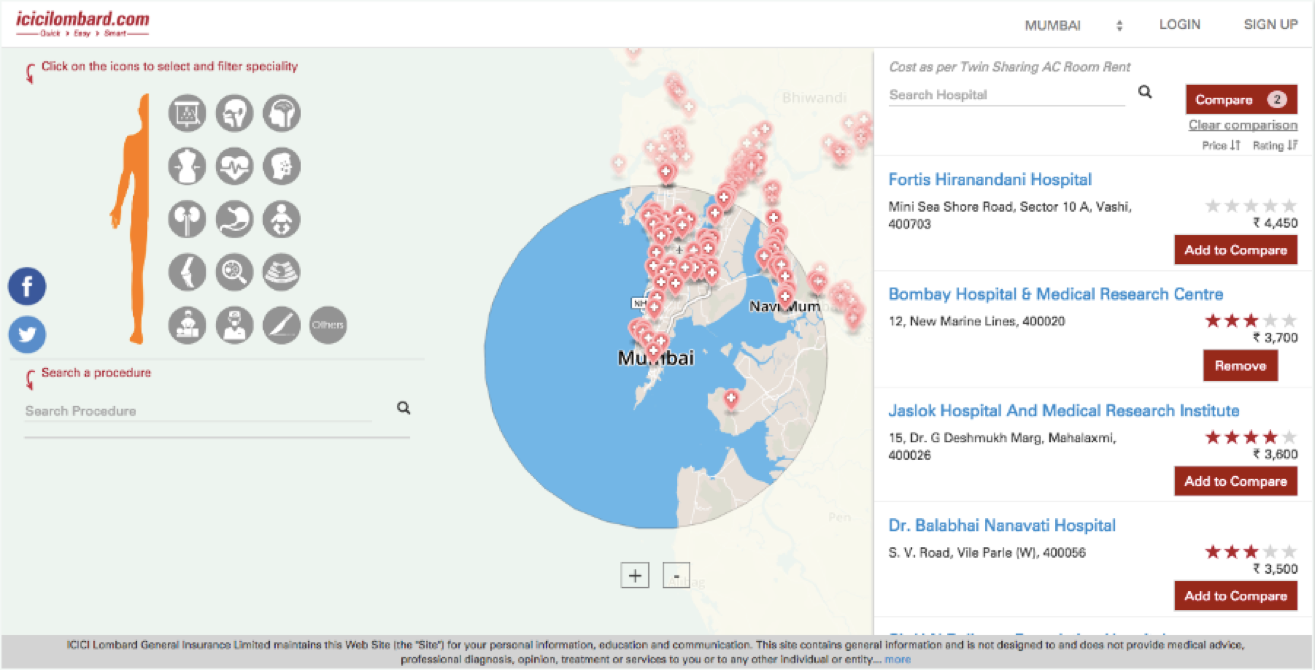 icicilombard.com
Quick > Easy > Smart
MUMBAI
LOGIN
SIGN UP
Click on the icons to select and filter speciality
Others
Search a procedure
Search Procedure
Bhiwandi
NH
Navi Mum
Mumbai
Pen
+
-
Cost as per Twin Sharing AC Room Rent
Search Hospital
Compare 2
Clear comparison
Price Rating
Fortis Hiranandani Hospital
Mini Sea Shore Road, Sector 10 A, Vashi,
400703
₹ 4,450
Add to Compare
Bombay Hospital & Medical Research Centre
12, New Marine Lines, 400020
₹ 3,700
Remove
Jaslok Hospital And Medical Research Institute
15, Dr. G Deshmukh Marg, Mahalaxmi,
400026
₹ 3,600
Add to Compare
Dr. Balabhai Nanavati Hospital
S. V. Road, Vile Parle (W), 400056
₹ 3,500
Add to Compare
ICICI Lombard General Insurance Limited maintains this Web Site (the "Site") for your personal information, education and communication. This site contains general information and is not designed to and does not provide medical advice,
professional diagnosis, opinion, treatment or services to you or to any other individual or entity... more